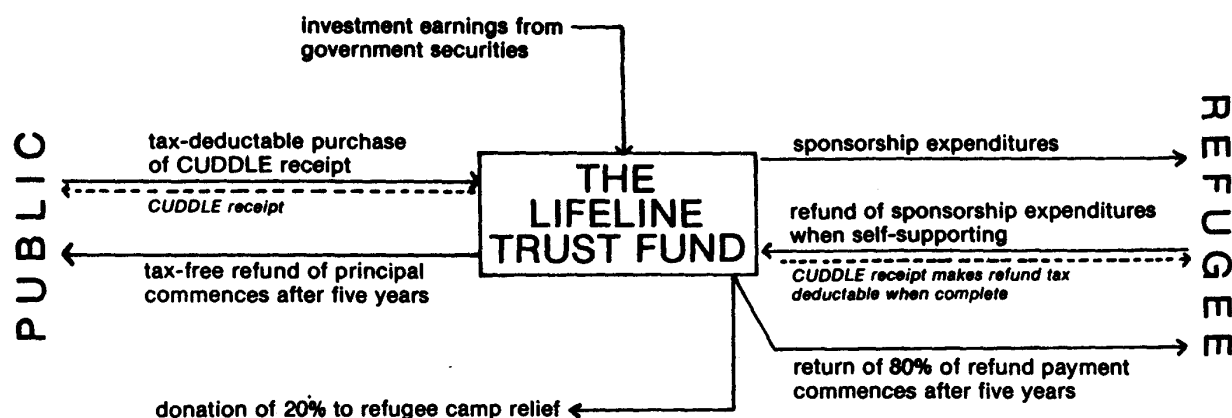 investment earnings from
government securities
PUBLIC
tax-deductable purchase
of CUDDLE receipt
CUDDLE receipt
tax-free refund of principal
commences after five years
THE
LIFELINE
TRUST FUND
sponsorship expenditures
refund of sponsorship expenditures
when self-supporting
CUDDLE receipt makes refund tax
deductable when complete
return of 80% of refund payment
commences after five years
donation of 20% to refugee camp relief
REFUGEE